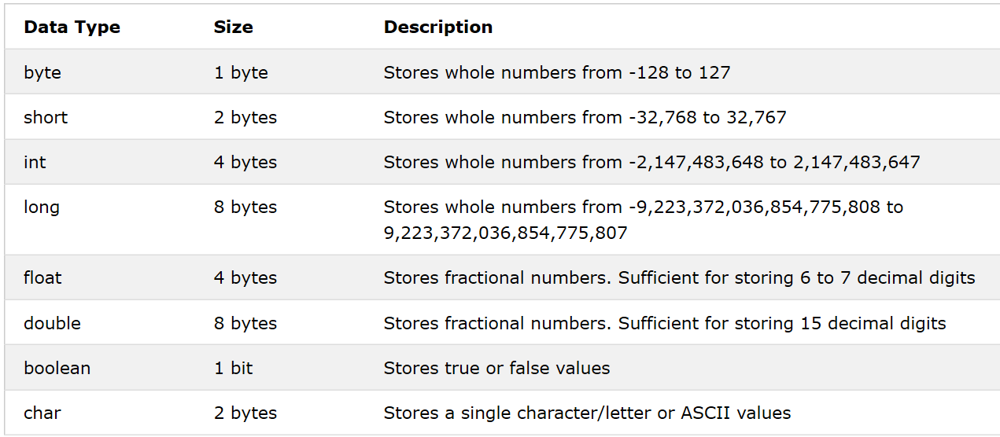 Data Type Size Description
byte 1 byte Stores whole numbers from -128 to 127
short 2 bytes Stores whole numbers from -32,768 to 32,767
int 4 bytes Stores whole numbers from -2,147,483,648 to 2,147,483,647
long 8 bytes Stores whole numbers from -9,223,372,036,854,775,808 to
9,223,372,036,854,775,807
float 4 bytes Stores fractional numbers. Sufficient for storing 6 to 7 decimal digits
double 8 bytes Stores fractional numbers. Sufficient for storing 15 decimal digits
boolean 1 bit Stores true or false values
char 2 bytes Stores a single character/letter or ASCII values